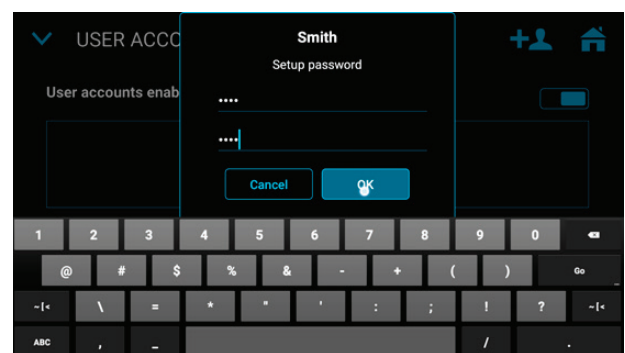 USER ACCO
Smith
Setup password
User accounts enab
••••
••••
Cancel
OK
1 2 3 4 5 6 7 8 9 0
@ # $ % & - + ( ) Go
~[< \ = * " ' : ; ! ? ~[<
ABC , _ / .